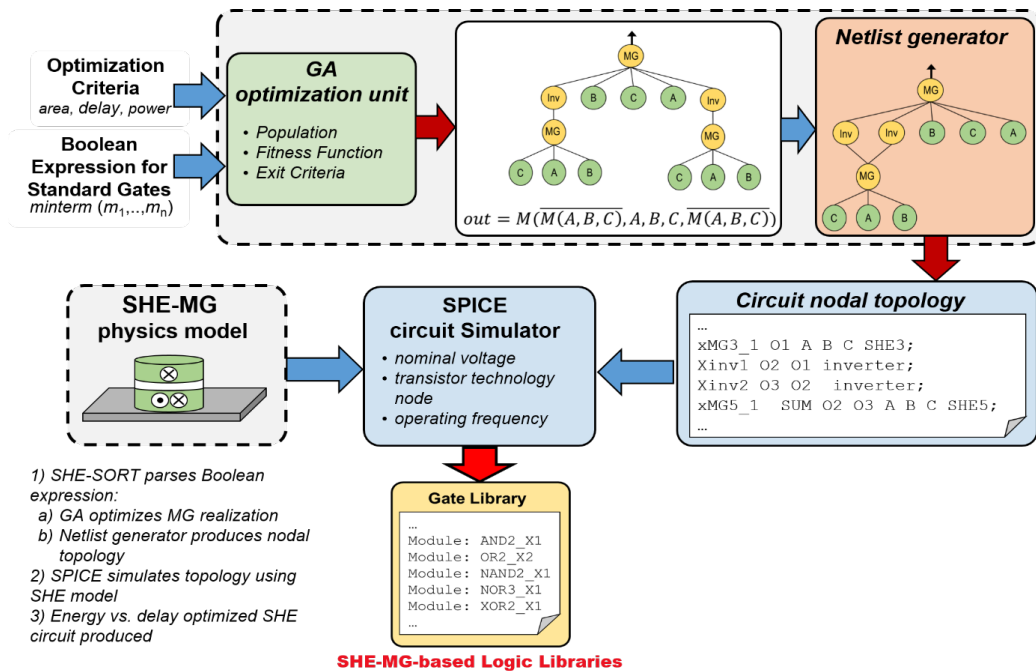 Optimization
Criteria
area, delay, power
Boolean
Expression for
Standard Gates
minterm (m1,..,mn)
GA
optimization unit
• Population
• Fitness Function
• Exit Criteria
MG
Inv
B
C
A
Inv
MG
MG
C
A
B
C
A
B
out = M(M(A, B, C), A, B, C, M(A, B, C))
Netlist generator
MG
Inv
Inv
B
C
A
MG
C
A
B
SHE-MG
physics model
SPICE
circuit Simulator
• nominal voltage
• transistor technology
node
• operating frequency
Circuit nodal topology
…
xMG3_1 O1 A B C SHE3;
Xinv1 O2 O1 inverter;
Xinv2 O3 O2 inverter;
xMG5_1 SUM O2 O3 A B C SHE5;
…
1) SHE-SORT parses Boolean
expression:
a) GA optimizes MG realization
b) Netlist generator produces nodal
topology
2) SPICE simulates topology using
SHE model
3) Energy vs. delay optimized SHE
circuit produced
Gate Library
…
Module: AND2_X1
Module: OR2_X2
Module: NAND2_X1
Module: NOR3_X1
Module: XOR2_X1
…
SHE-MG-based Logic Libraries